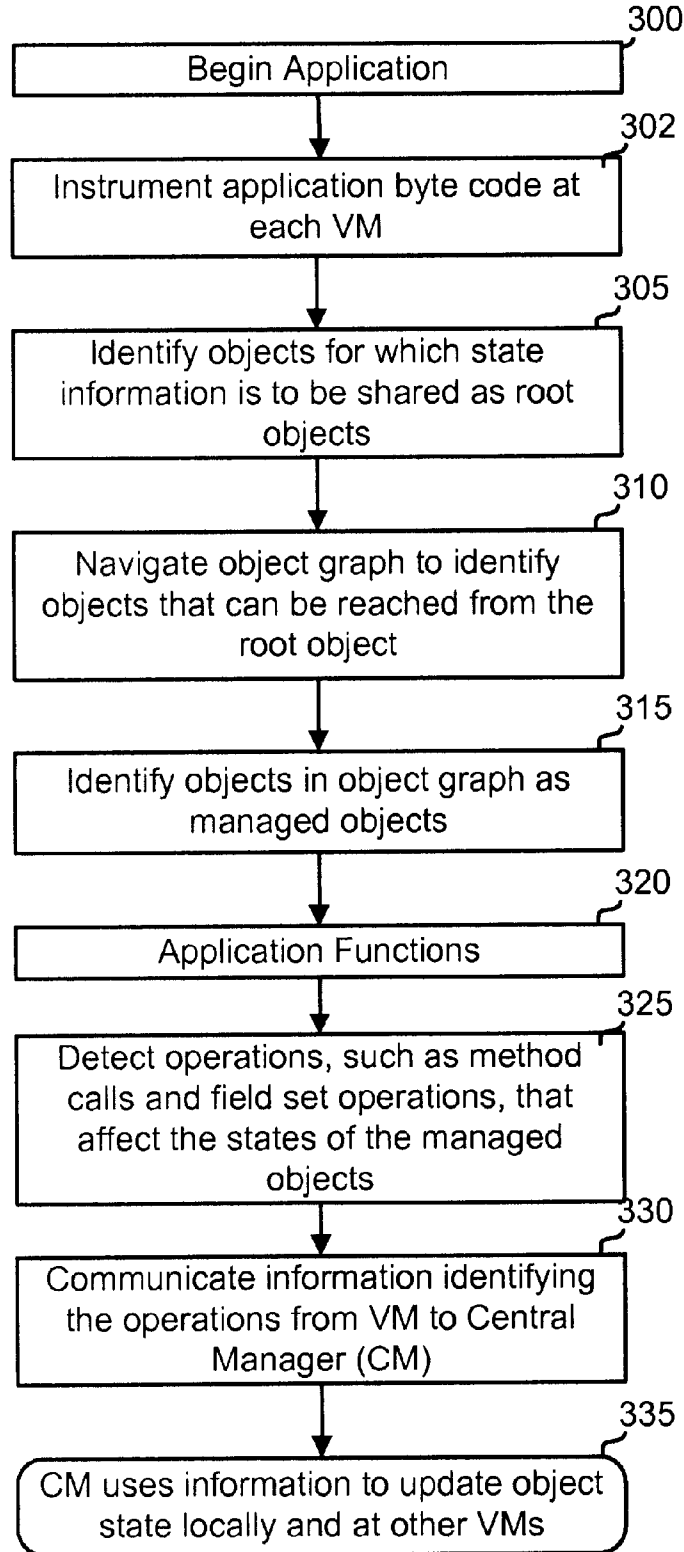 300
Begin Application
302
Instrument application byte code at
each VM
305
Identify objects for which state
information is to be shared as root
objects
310
Navigate object graph to identify
objects that can be reached from the
root object
315
Identify objects in object graph as
managed objects
320
Application Functions
325
Detect operations, such as method
calls and field set operations, that
affect the states of the managed
objects
330
Communicate information identifying
the operations from VM to Central
Manager (CM)
335
CM uses information to update object
state locally and at other VMs